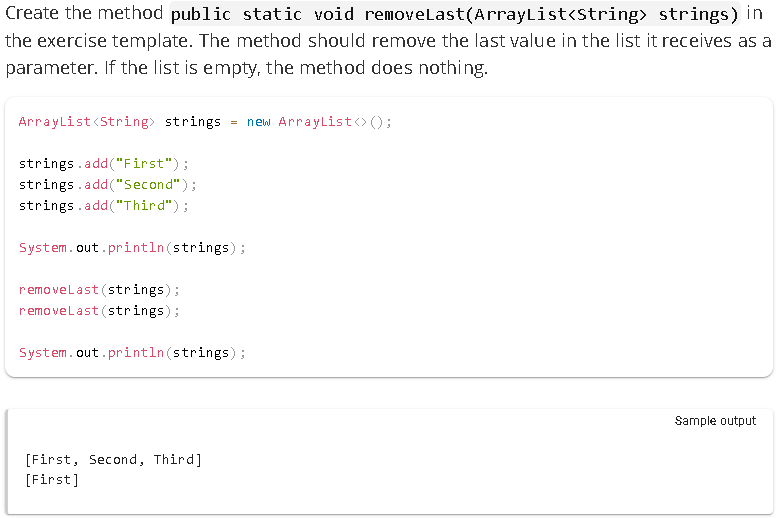 Create the method public static void removeLast(ArrayList<String> strings) in
the exercise template. The method should remove the last value in the list it receives as a
parameter. If the list is empty, the method does nothing.
ArrayList<String> strings = new ArrayList<>();
strings.add("First");
strings.add("Second");
strings.add("Third");
System.out.println(strings);
removeLast(strings);
removeLast(strings);
System.out.println(strings);
Sample output
[First, Second, Third]
[First]